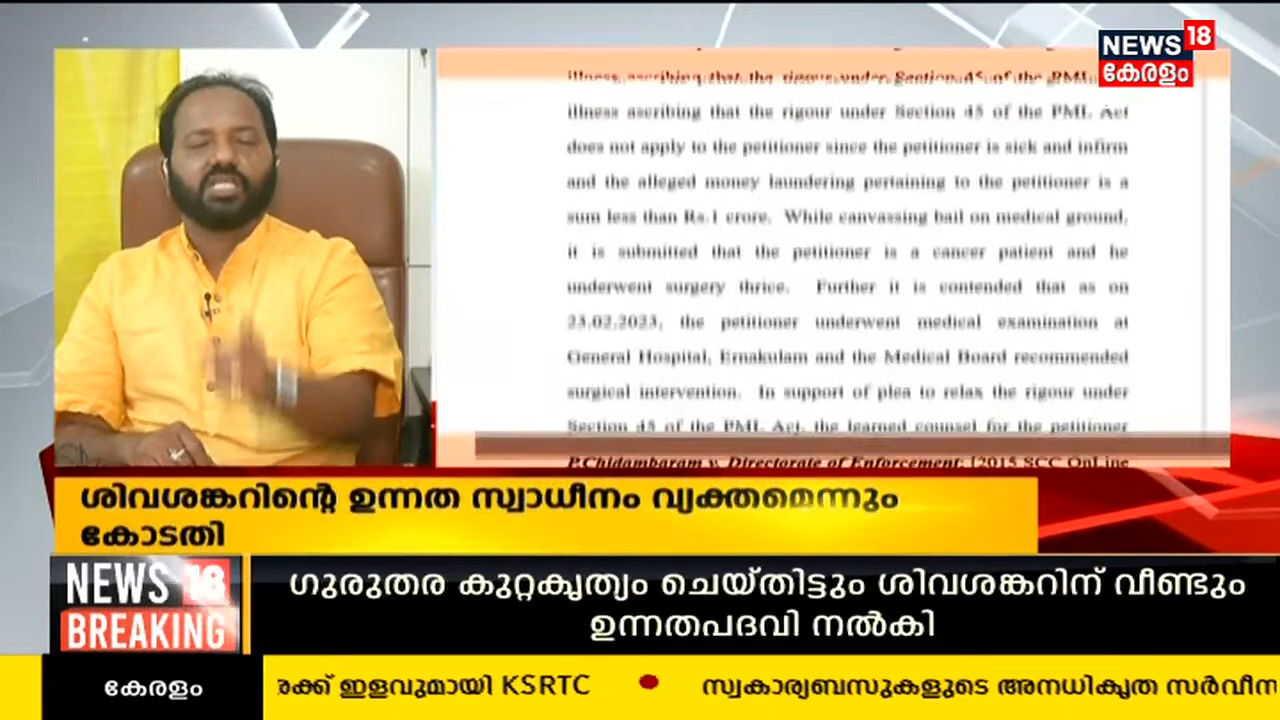 NEWS 18
കേരളം
illness ascribing that the rigour under Section 45 of the PML Act
does not apply to the petitioner since the petitioner is sick and infirm
and the alleged money laundering pertaining to the petitioner is a
sum less than Rs.1 crore. While canvassing bail on medical ground,
it is submitted that the petitioner is a cancer patient and he
underwent surgery thrice. Further it is contended that as on
23.02.2023, the petitioner underwent medical examination at
General Hospital, Ernakulam and the Medical Board recommended
surgical intervention. In support of plea to relax the rigour under
Section 45 of the PML Act, the learned counsel for the petitioner
P.Chidambaram v. Directorate of Enforcement [2015 SCC OnLine
ശിവശങ്കറിന്റെ ഉന്നത സ്വാധീനം വ്യക്തമെന്നും
കോടതി
NEWS 18
BREAKING
ഗുരുതര കുറ്റകൃത്യം ചെയ്തിട്ടും ശിവശങ്കറിന് വീണ്ടും
ഉന്നതപദവി നൽകി
കേരളം
രക്ക് ഇളവുമായി KSRTC ● സ്വകാര്യബസുകളുടെ അനധികൃത സർവീസ